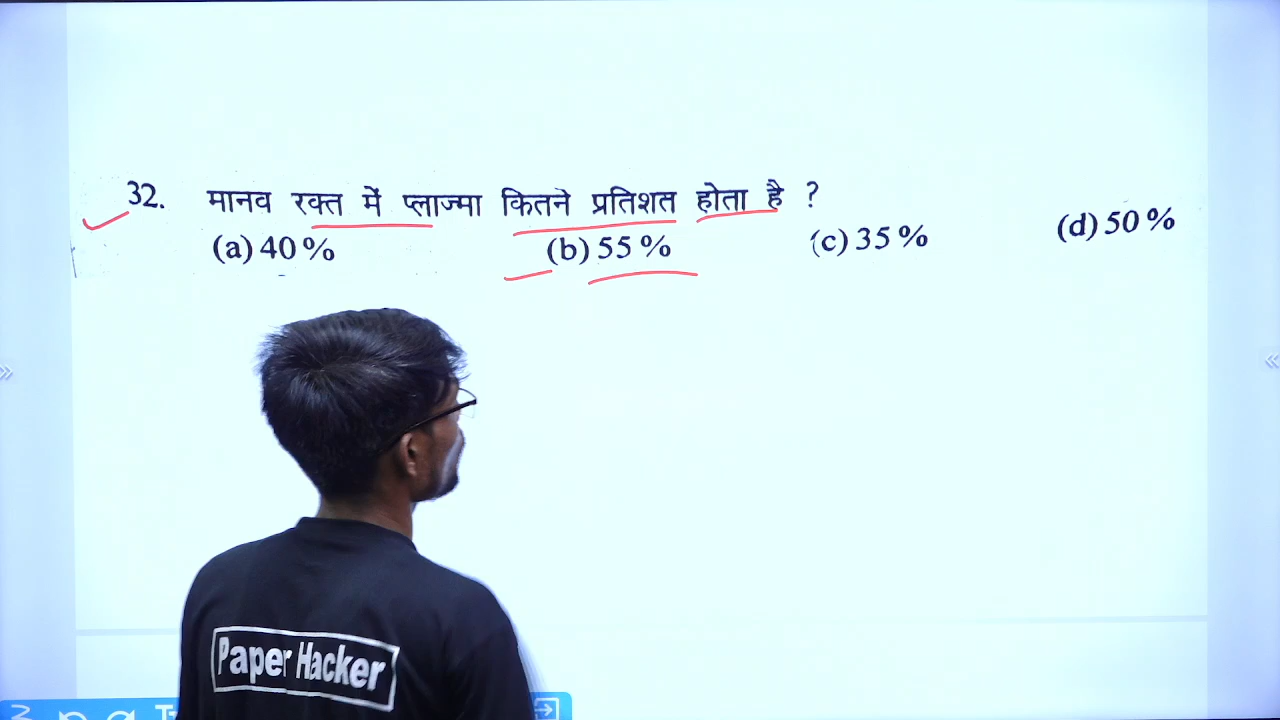 32. मानव रक्त में प्लाज्मा कितने प्रतिशत होता है ?
(a) 40 % (b) 55 % (c) 35 % (d) 50 %
Paper Hacker